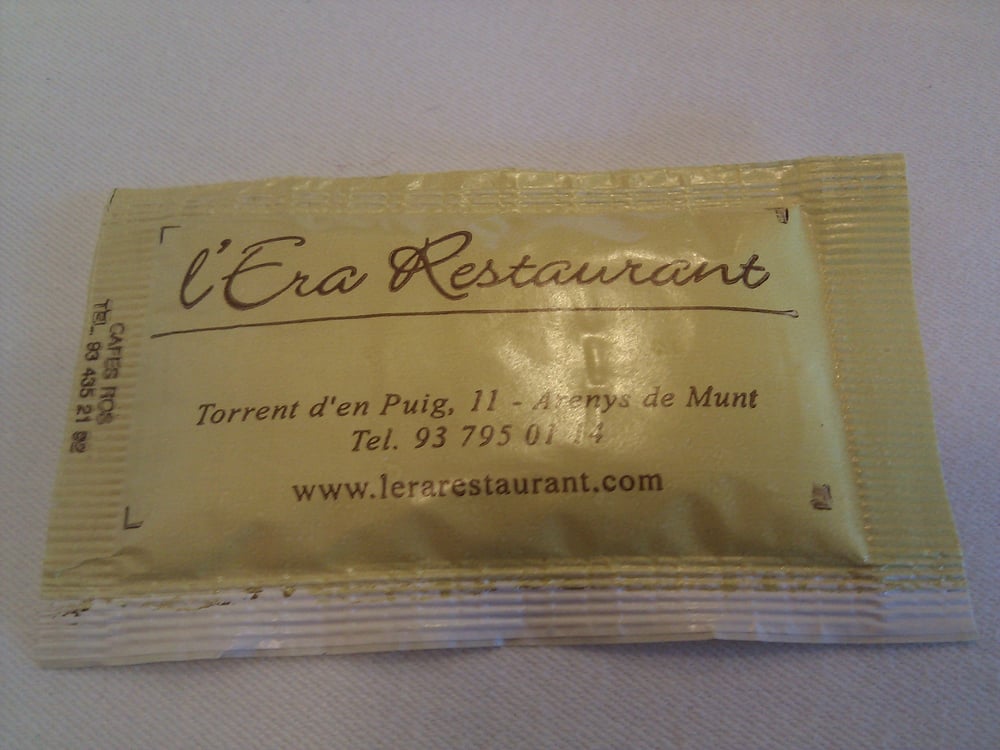 l'Era Restaurant
Torrent d'en Puig, 11 - Arenys de Munt
Tel. 93 795 01 14
www.lerarestaurant.com
CAFES ROS
TEL. 93 435 21 92